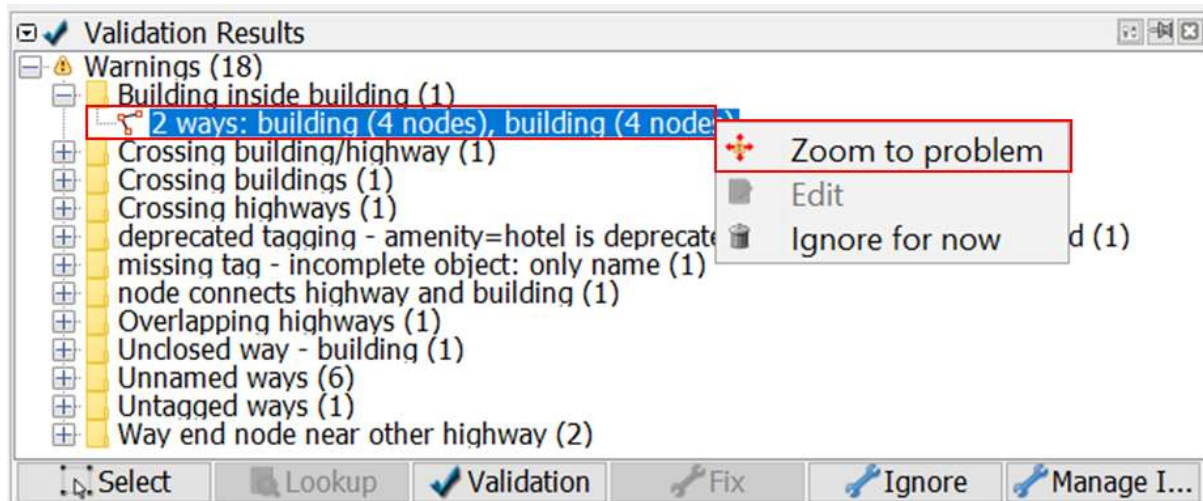 Validation Results
Warnings (18)
Building inside building (1)
2 ways: building (4 nodes), building (4 nodes)
Zoom to problem
Crossing building/highway (1)
Crossing buildings (1)
Edit
Crossing highways (1)
deprecated tagging - amenity=hotel is deprecate d (1)
Ignore for now
missing tag - incomplete object: only name (1)
node connects highway and building (1)
Overlapping highways (1)
Unclosed way - building (1)
Unnamed ways (6)
Untagged ways (1)
Way end node near other highway (2)
Select Lookup Validation Fix Ignore Manage I...